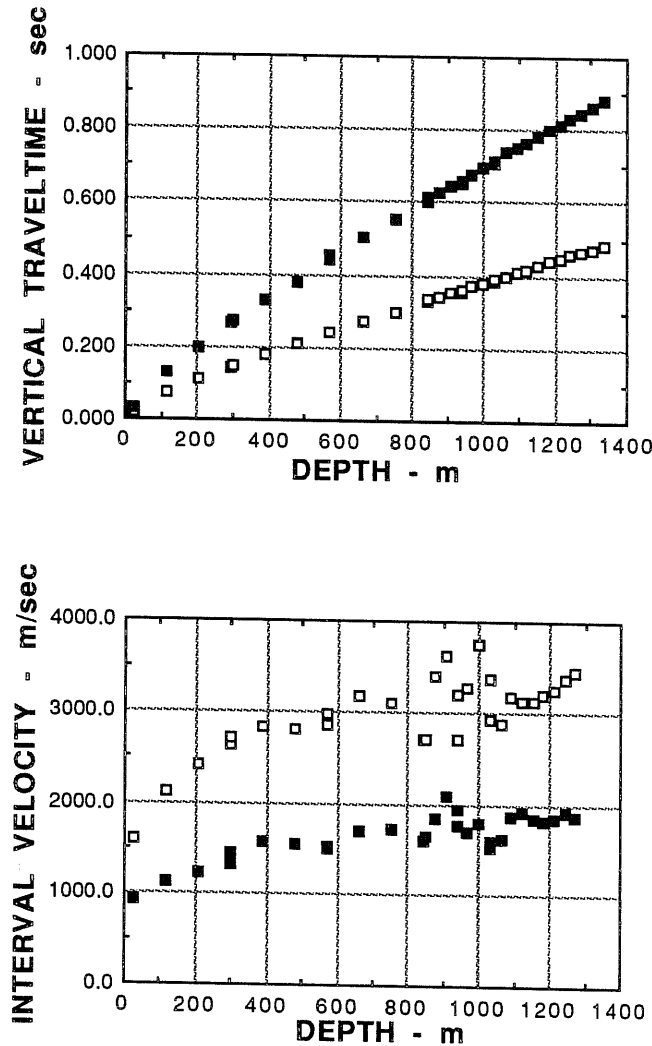 VERTICAL TRAVELTIME - sec
1.000
0.800
0.600
0.400
0.200
0.000
0 200 400 600 800 1000 1200 1400
DEPTH - m
INTERVAL VELOCITY - m/sec
4000.0
3000.0
2000.0
1000.0
0.0
0 200 400 600 800 1000 1200 1400
DEPTH - m